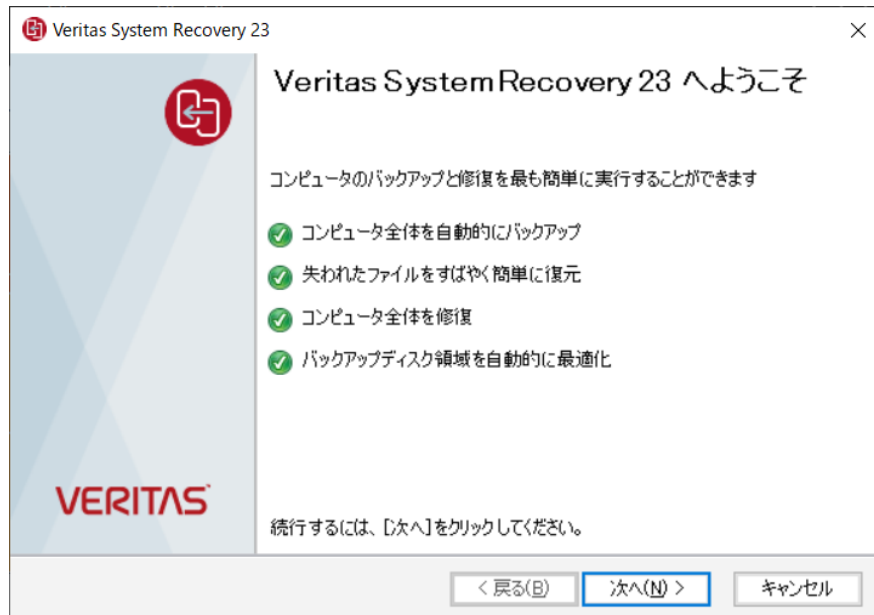 Veritas System Recovery 23
Veritas System Recovery 23 へようこそ
コンピュータのバックアップと修復を最も簡単に実行することができます
コンピュータ全体を自動的にバックアップ
失われたファイルをすばやく簡単に復元
コンピュータ全体を修復
バックアップディスク領域を自動的に最適化
VERITAS
続行するには、[次へ]をクリックしてください。
< 戻る(B)
次へ(N) >
キャンセル